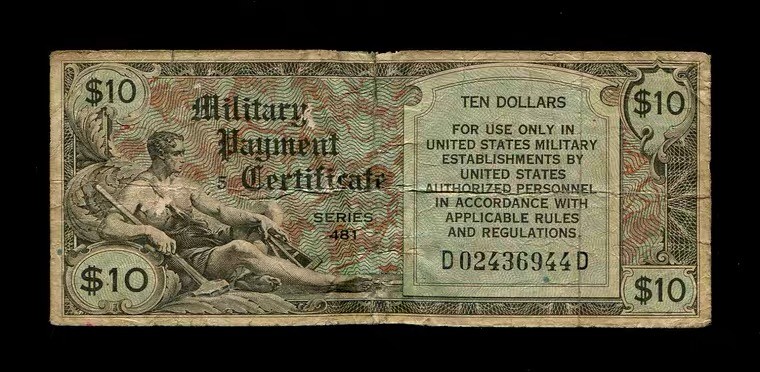 $10
Military
Payment
5 Certificate
SERIES
481
TEN DOLLARS
FOR USE ONLY IN
UNITED STATES MILITARY
ESTABLISHMENTS BY
UNITED STATES
AUTHORIZED PERSONNEL
IN ACCORDANCE WITH
APPLICABLE RULES
AND REGULATIONS.
D02436944D
$10
$10
$10